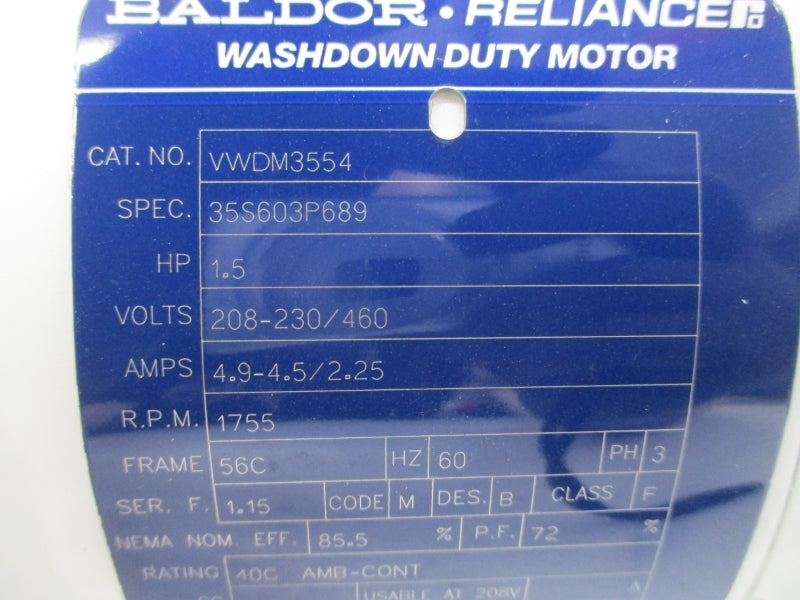 BALDOR • RELIANCE
WASHDOWN DUTY MOTOR
CAT. NO. VWDM3554
SPEC. 35S603P689
HP 1.5
VOLTS 208-230/460
AMPS 4.9-4.5/2.25
R.P.M. 1755
FRAME 56C HZ 60 PH 3
SER. F. 1.15 CODE M DES. B CLASS F
NEMA NOM. EFF. 85.5 % P.F. 72 %
RATING 40C AMB-CONT
USABLE AT 208V A